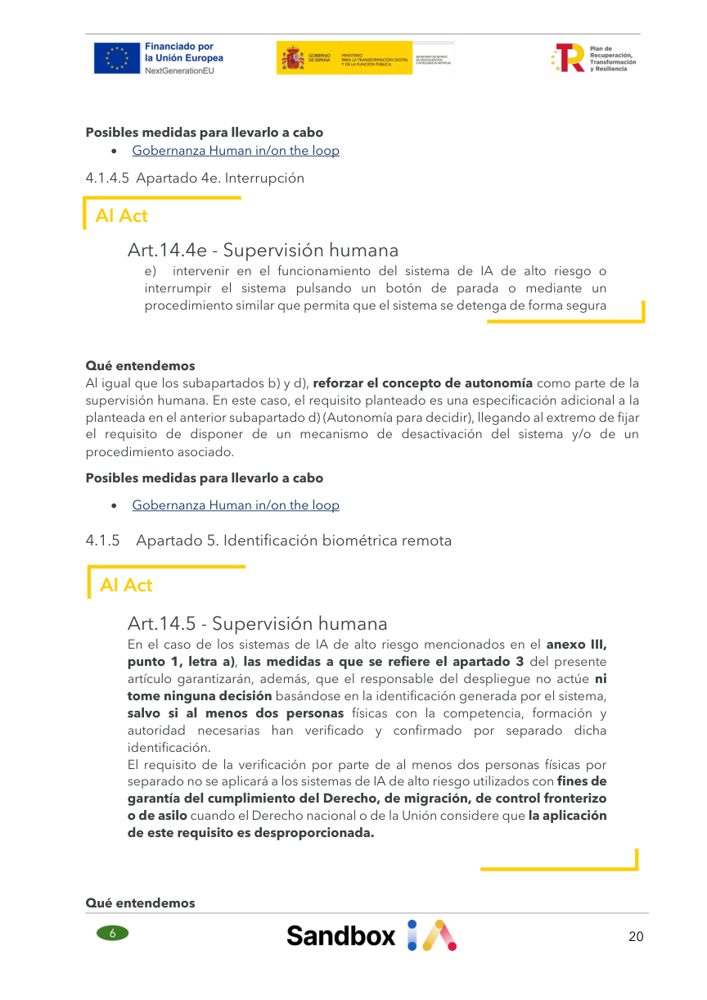 Financiado por
la Unión Europea
NextGenerationEU
GOBIERNO
DE ESPAÑA
MINISTERIO
PARA LA TRANSFORMACIÓN DIGITAL
Y DE LA FUNCIÓN PÚBLICA
SECRETARÍA DE ESTADO
DE DIGITALIZACIÓN
E INTELIGENCIA ARTIFICIAL
Plan de
Recuperación,
Transformación
y Resiliencia
Posibles medidas para llevarlo a cabo
• Gobernanza Human in/on the loop
4.1.4.5 Apartado 4e. Interrupción
AI Act
Art.14.4e - Supervisión humana
e) intervenir en el funcionamiento del sistema de IA de alto riesgo o
interrumpir el sistema pulsando un botón de parada o mediante un
procedimiento similar que permita que el sistema se detenga de forma segura
Qué entendemos
Al igual que los subapartados b) y d), reforzar el concepto de autonomía como parte de la
supervisión humana. En este caso, el requisito planteado es una especificación adicional a la
planteada en el anterior subapartado d) (Autonomía para decidir), llegando al extremo de fijar
el requisito de disponer de un mecanismo de desactivación del sistema y/o de un
procedimiento asociado.
Posibles medidas para llevarlo a cabo
• Gobernanza Human in/on the loop
4.1.5 Apartado 5. Identificación biométrica remota
AI Act
Art.14.5 - Supervisión humana
En el caso de los sistemas de IA de alto riesgo mencionados en el anexo III,
punto 1, letra a), las medidas a que se refiere el apartado 3 del presente
artículo garantizarán, además, que el responsable del despliegue no actúe ni
tome ninguna decisión basándose en la identificación generada por el sistema,
salvo si al menos dos personas físicas con la competencia, formación y
autoridad necesarias han verificado y confirmado por separado dicha
identificación.
El requisito de la verificación por parte de al menos dos personas físicas por
separado no se aplicará a los sistemas de IA de alto riesgo utilizados con fines de
garantía del cumplimiento del Derecho, de migración, de control fronterizo
o de asilo cuando el Derecho nacional o de la Unión considere que la aplicación
de este requisito es desproporcionada.
Qué entendemos
6
Sandbox IA
20